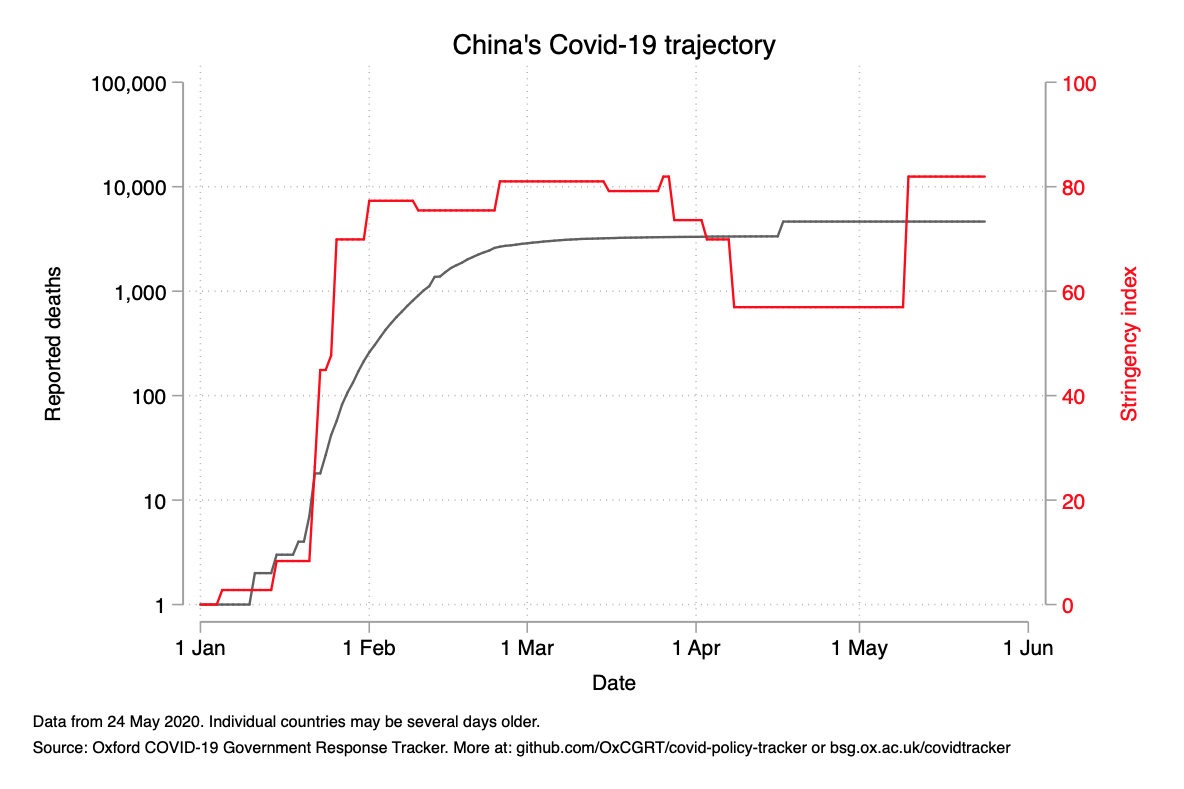 China's Covid-19 trajectory
100,000
10,000
1,000
100
10
1
Reported deaths
100
80
60
40
20
0
Stringency index
1 Jan
1 Feb
1 Mar
1 Apr
1 May
1 Jun
Date
Data from 24 May 2020. Individual countries may be several days older.
Source: Oxford COVID-19 Government Response Tracker. More at: github.com/OxCGRT/covid-policy-tracker or bsg.ox.ac.uk/covidtracker